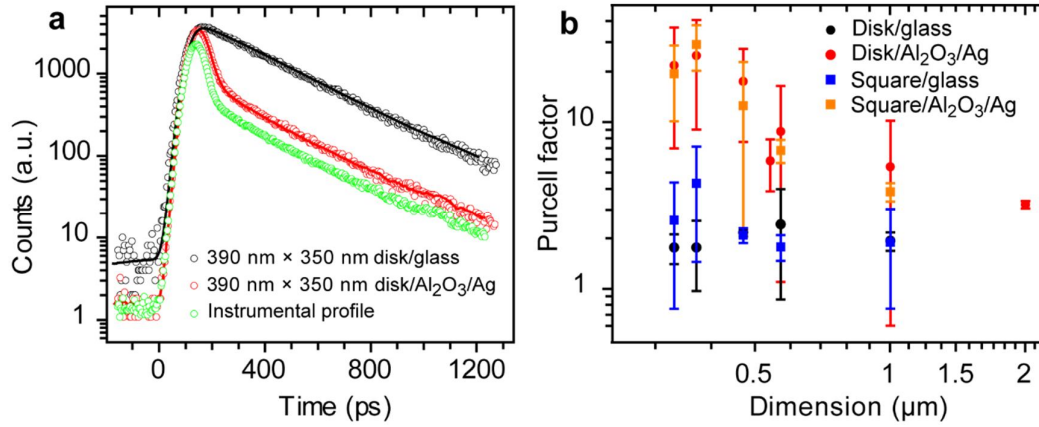 a
Counts (a.u.)
1000
100
10
1
0
400
800
1200
Time (ps)
390 nm × 350 nm disk/glass
390 nm × 350 nm disk/Al₂O₃/Ag
Instrumental profile
b
Purcell factor
10
1
0.5
1
2
Dimension (µm)
Disk/glass
Disk/Al₂O₃/Ag
Square/glass
Square/Al₂O₃/Ag